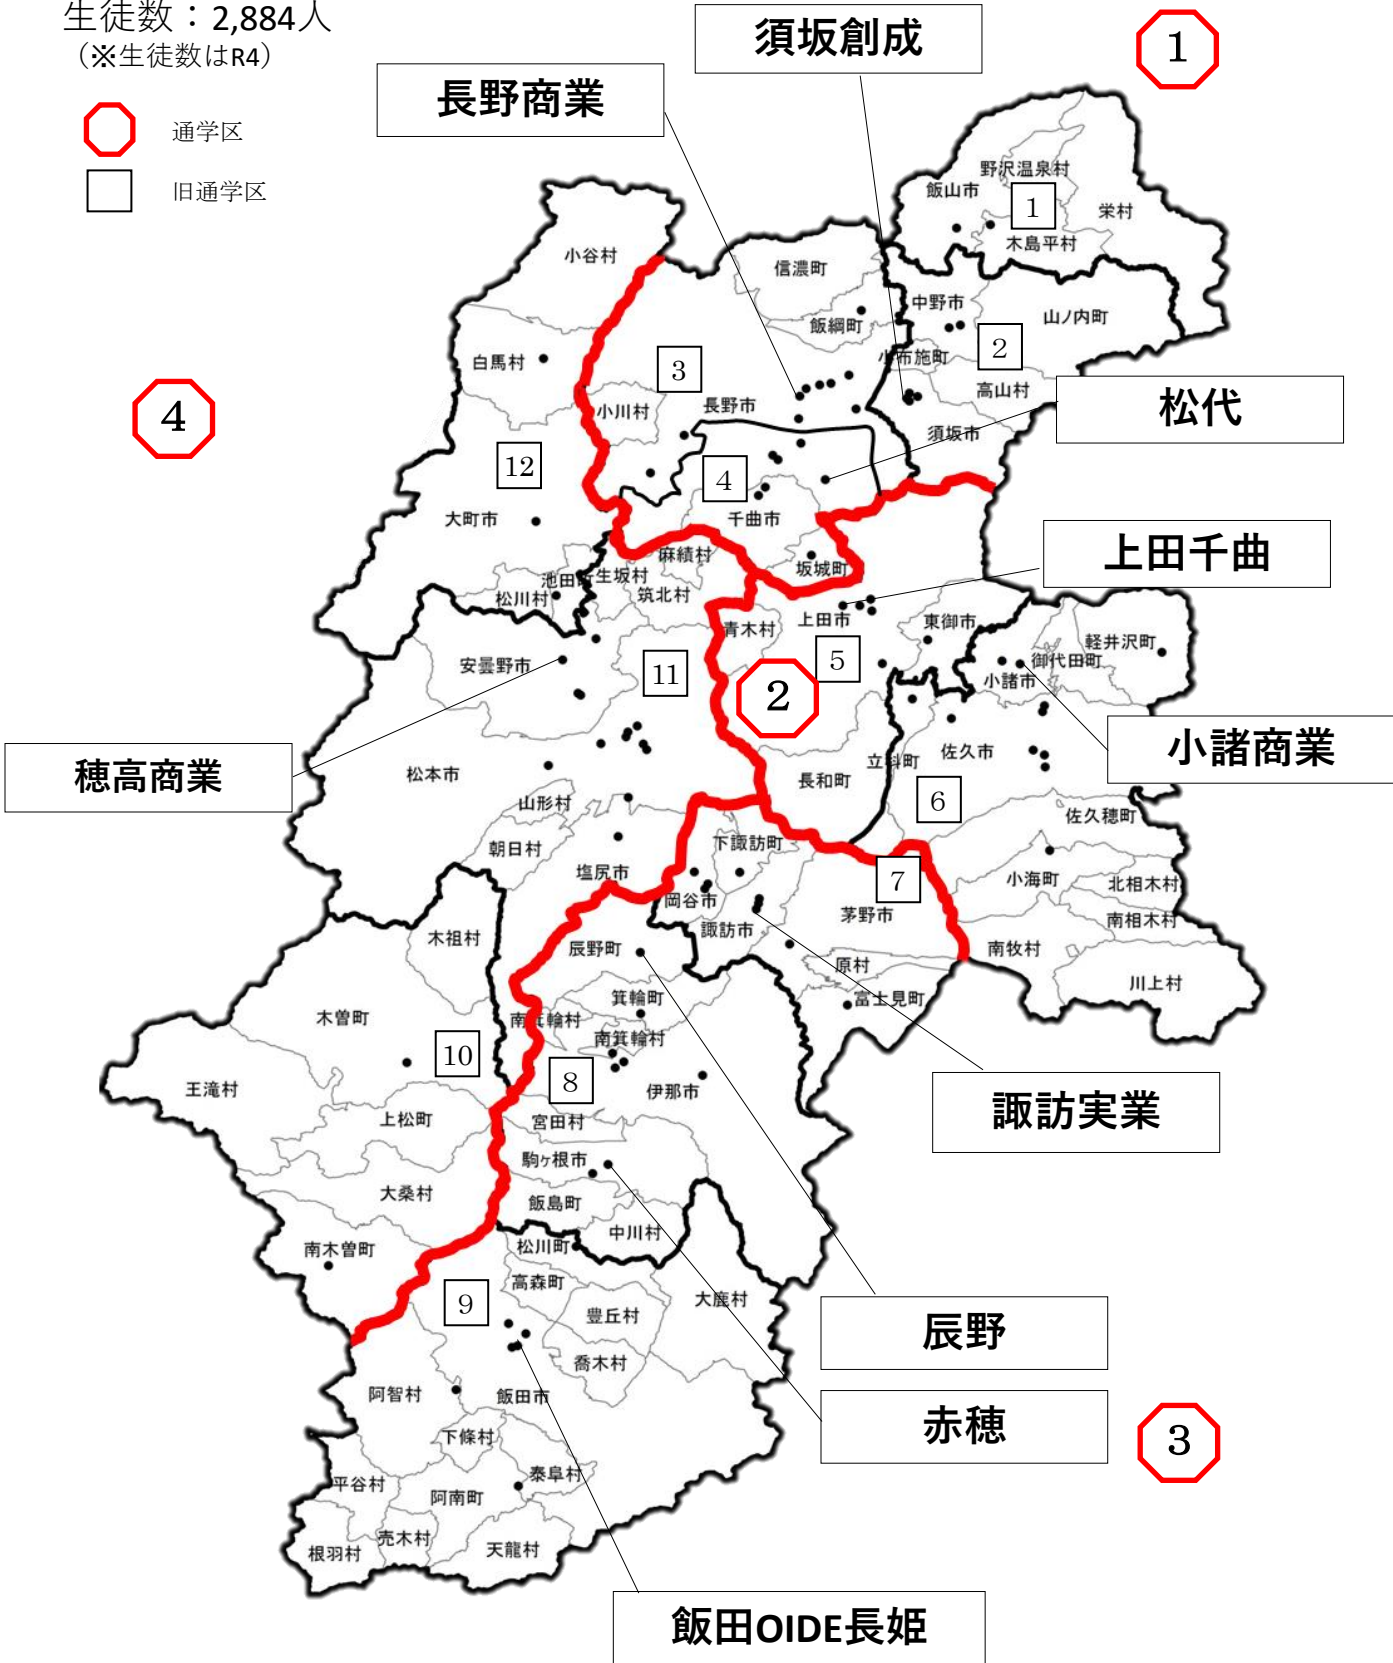 生徒数：2,884人
（※生徒数はR4）
通学区
旧通学区
須坂創成
長野商業
1
野沢温泉村
飯山市
1
栄村
木島平村
小谷村
信濃町
中野市
山ノ内町
飯綱町
2
小布施町
白馬村
3
高山村
小川村
長野市
松代
4
須坂市
12
4
大町市
千曲市
麻績村
坂城町
上田千曲
池田町
生坂村
松川村
筑北村
青木村
上田市
東御市
軽井沢町
御代田町
安曇野市
11
5
小諸市
2
小諸商業
穂高商業
松本市
長和町
立科町
佐久市
山形村
6
佐久穂町
朝日村
下諏訪町
塩尻市
7
小海町
北相木村
岡谷市
茅野市
南相木村
諏訪市
木祖村
辰野町
南牧村
原村
川上村
箕輪町
富士見町
木曽町
南箕輪村
南箕輪村
10
8
王滝村
伊那市
諏訪実業
上松町
宮田村
駒ヶ根市
大桑村
飯島町
中川村
南木曽町
松川町
高森町
9
豊丘村
大鹿村
辰野
喬木村
阿智村
飯田市
赤穂
3
下條村
泰阜村
平谷村
阿南町
売木村
根羽村
天龍村
飯田OIDE長姫